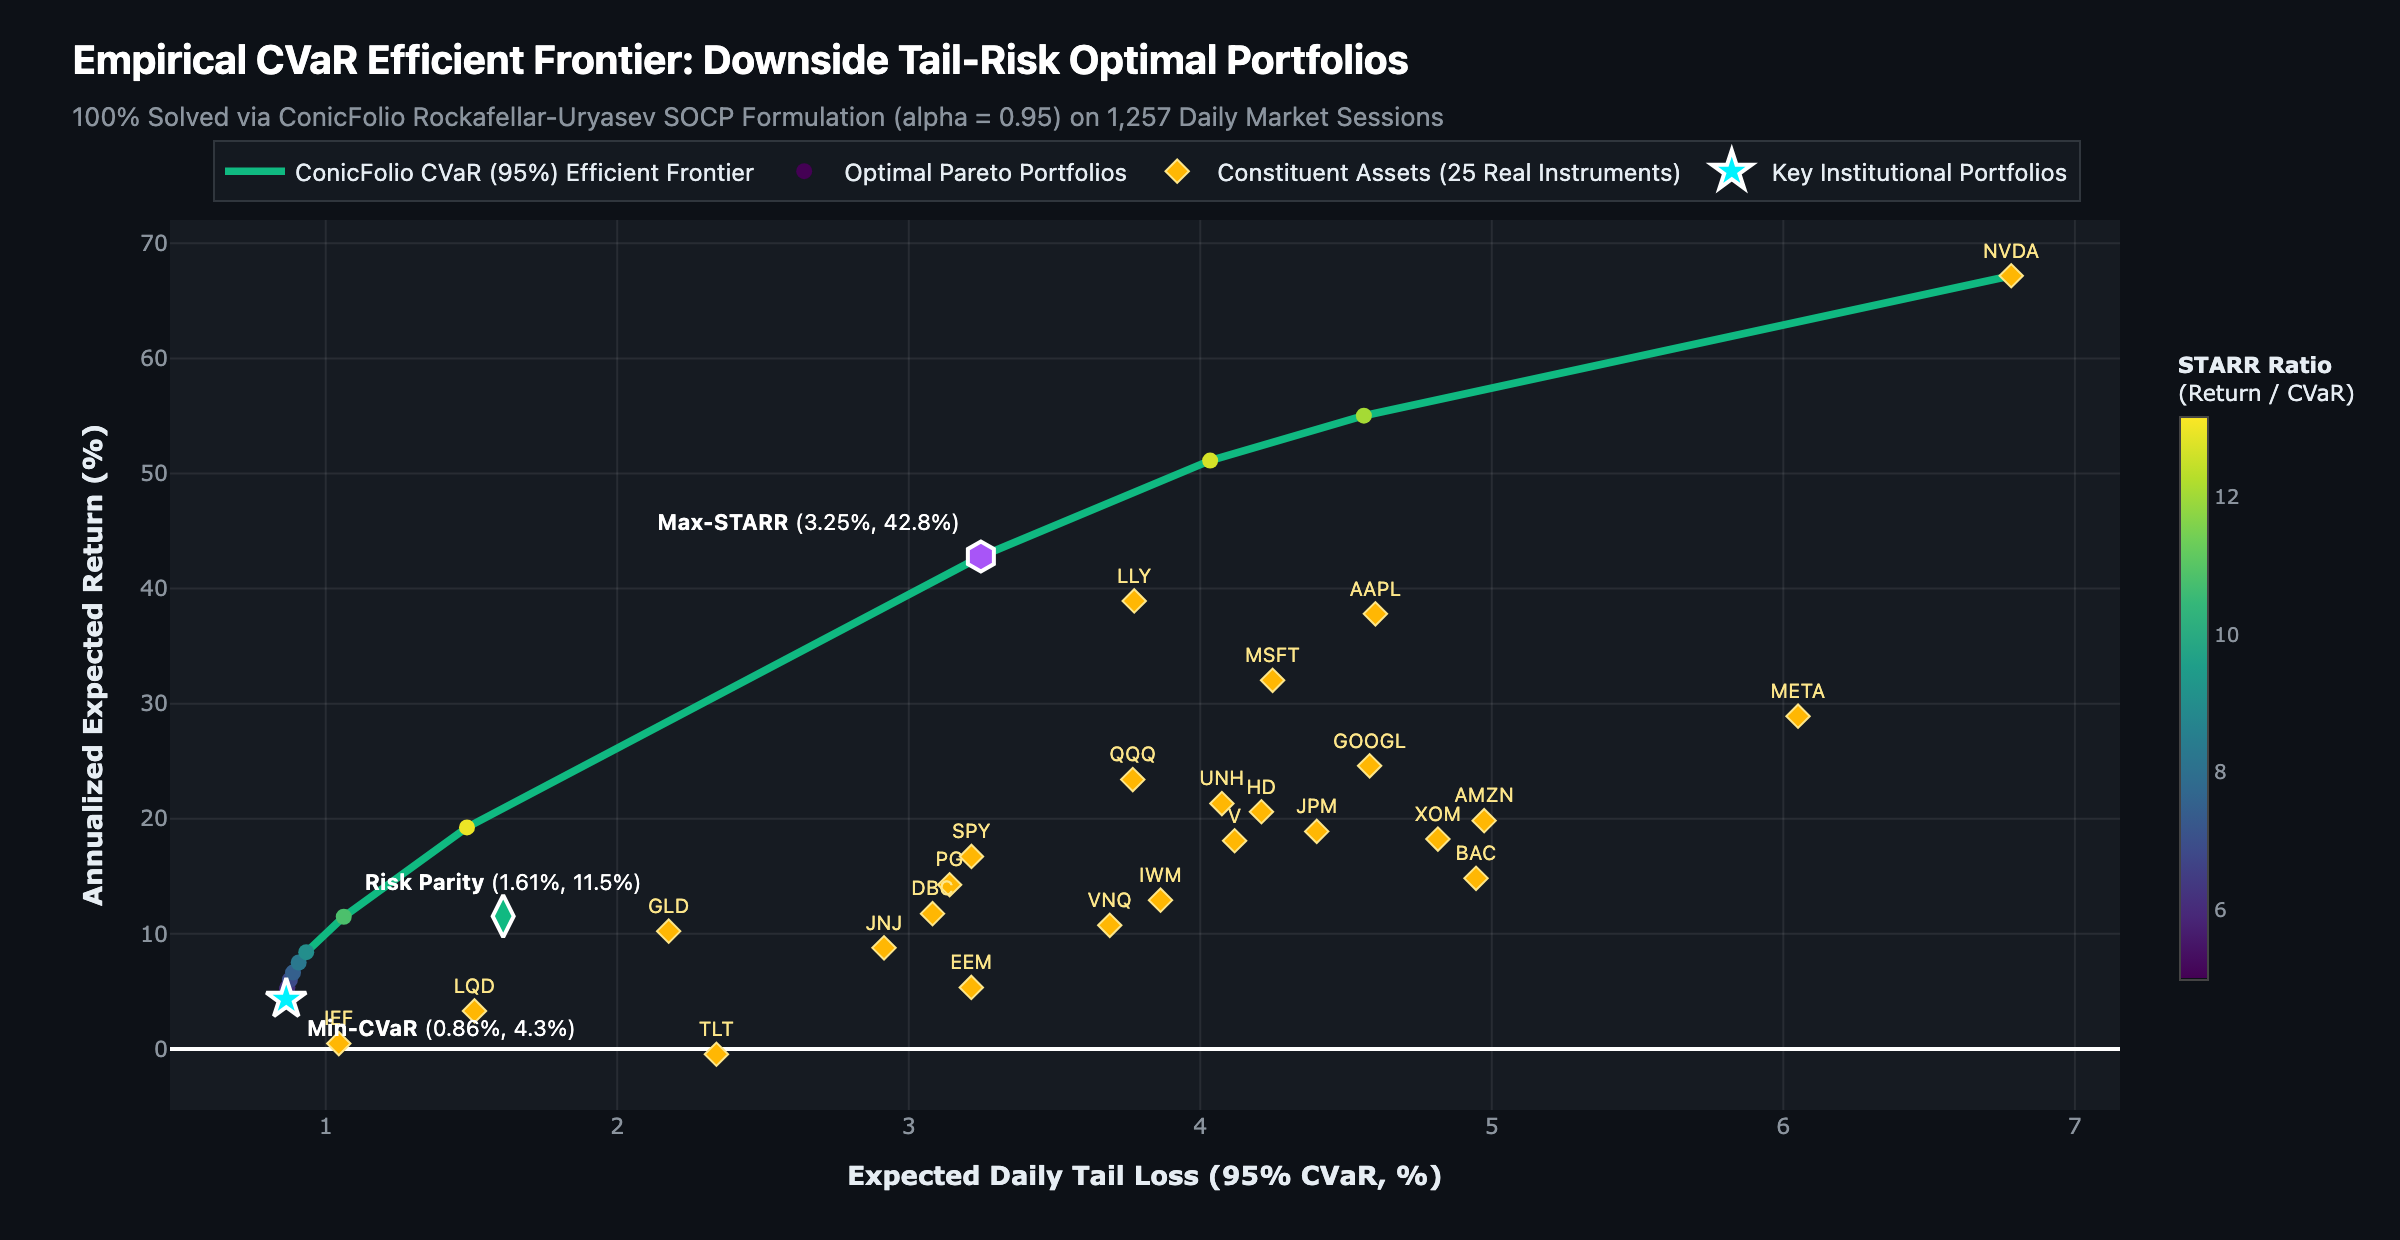 Empirical CVaR Efficient Frontier: Downside Tail-Risk Optimal Portfolios
100% Solved via ConicFolio Rockafellar-Uryasev SOCP Formulation (alpha = 0.95) on 1,257 Daily Market Sessions
ConicFolio CVaR (95%) Efficient Frontier
Optimal Pareto Portfolios
Constituent Assets (25 Real Instruments)
Key Institutional Portfolios
Annualized Expected Return (%)
70
60
50
40
30
20
10
0
NVDA
Max-STARR (3.25%, 42.8%)
LLY
AAPL
MSFT
META
GOOGL
QQQ
UNH
HD
V
JPM
XOM
AMZN
BAC
SPY
PG
DBC
IWM
VNQ
JNJ
EEM
Risk Parity (1.61%, 11.5%)
GLD
LQD
IEF
Min-CVaR (0.86%, 4.3%)
TLT
1
2
3
4
5
6
7
Expected Daily Tail Loss (95% CVaR, %)
STARR Ratio
(Return / CVaR)
12
10
8
6